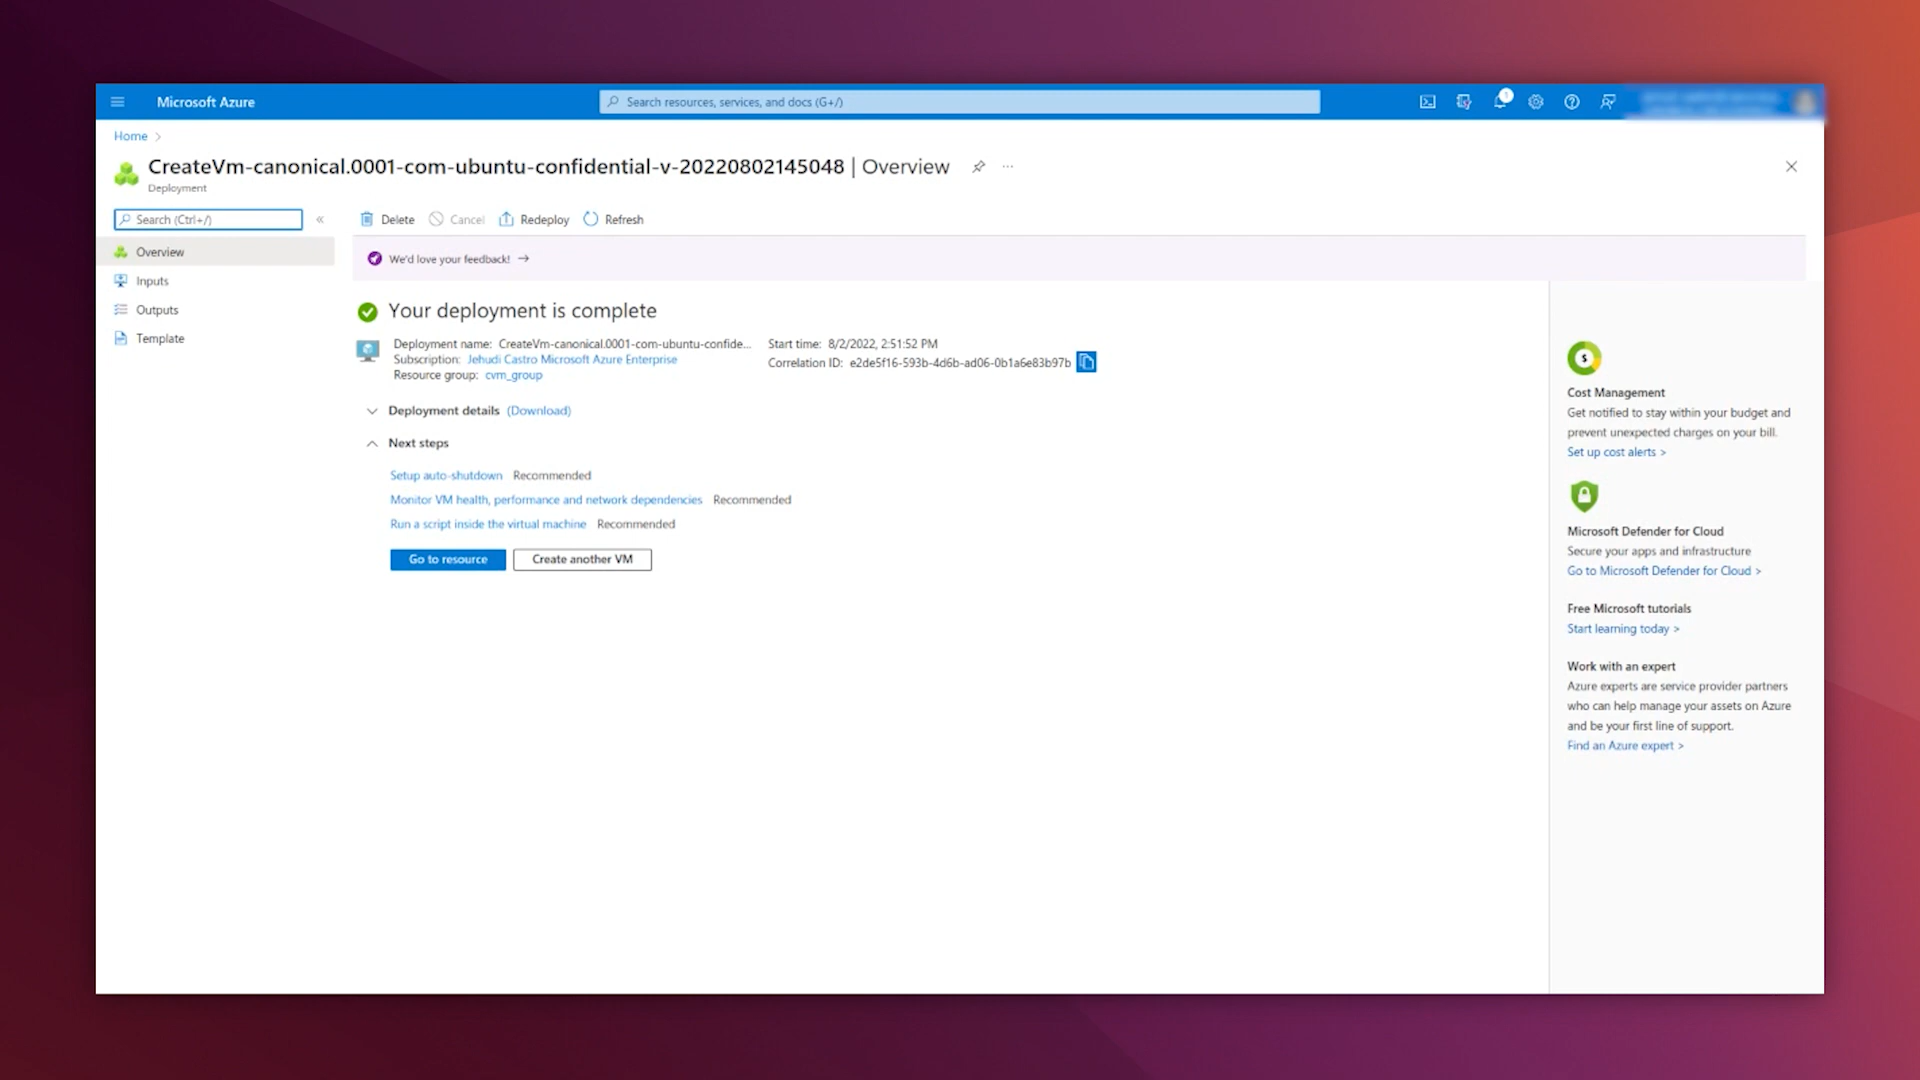 Microsoft Azure
Search resources, services, and docs (G+/)
1
Home >
CreateVm-canonical.0001-com-ubuntu-confidential-v-20220802145048 | Overview
Deployment
Search (Ctrl+/)
«
Delete
Cancel
Redeploy
Refresh
Overview
Inputs
Outputs
Template
We'd love your feedback! →
Your deployment is complete
Deployment name: CreateVm-canonical.0001-com-ubuntu-confide...
Subscription: Jehudi Castro Microsoft Azure Enterprise
Resource group: cvm_group
Start time: 8/2/2022, 2:51:52 PM
Correlation ID: e2de5f16-593b-4d6b-ad06-0b1a6e83b97b
Deployment details (Download)
Next steps
Setup auto-shutdown Recommended
Monitor VM health, performance and network dependencies Recommended
Run a script inside the virtual machine Recommended
Go to resource
Create another VM
Cost Management
Get notified to stay within your budget and
prevent unexpected charges on your bill.
Set up cost alerts >
Microsoft Defender for Cloud
Secure your apps and infrastructure
Go to Microsoft Defender for Cloud >
Free Microsoft tutorials
Start learning today >
Work with an expert
Azure experts are service provider partners
who can help manage your assets on Azure
and be your first line of support.
Find an Azure expert >